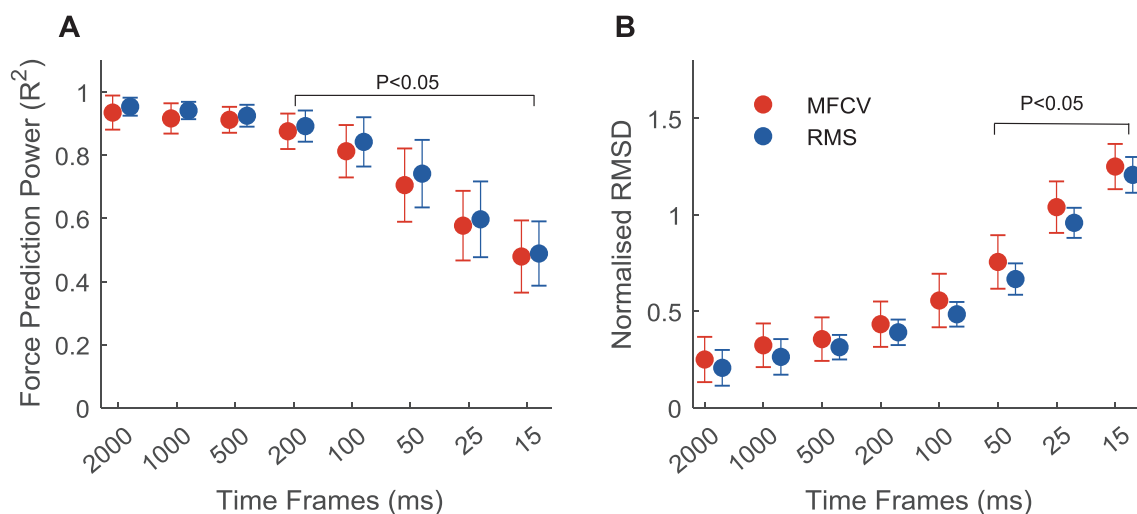 A
Force Prediction Power (R²)
1
0.8
0.6
0.4
0.2
0
P<0.05
2000
1000
500
200
100
50
25
15
Time Frames (ms)
B
Normalised RMSD
1.5
1
0.5
0
MFCV
RMS
P<0.05
2000
1000
500
200
100
50
25
15
Time Frames (ms)